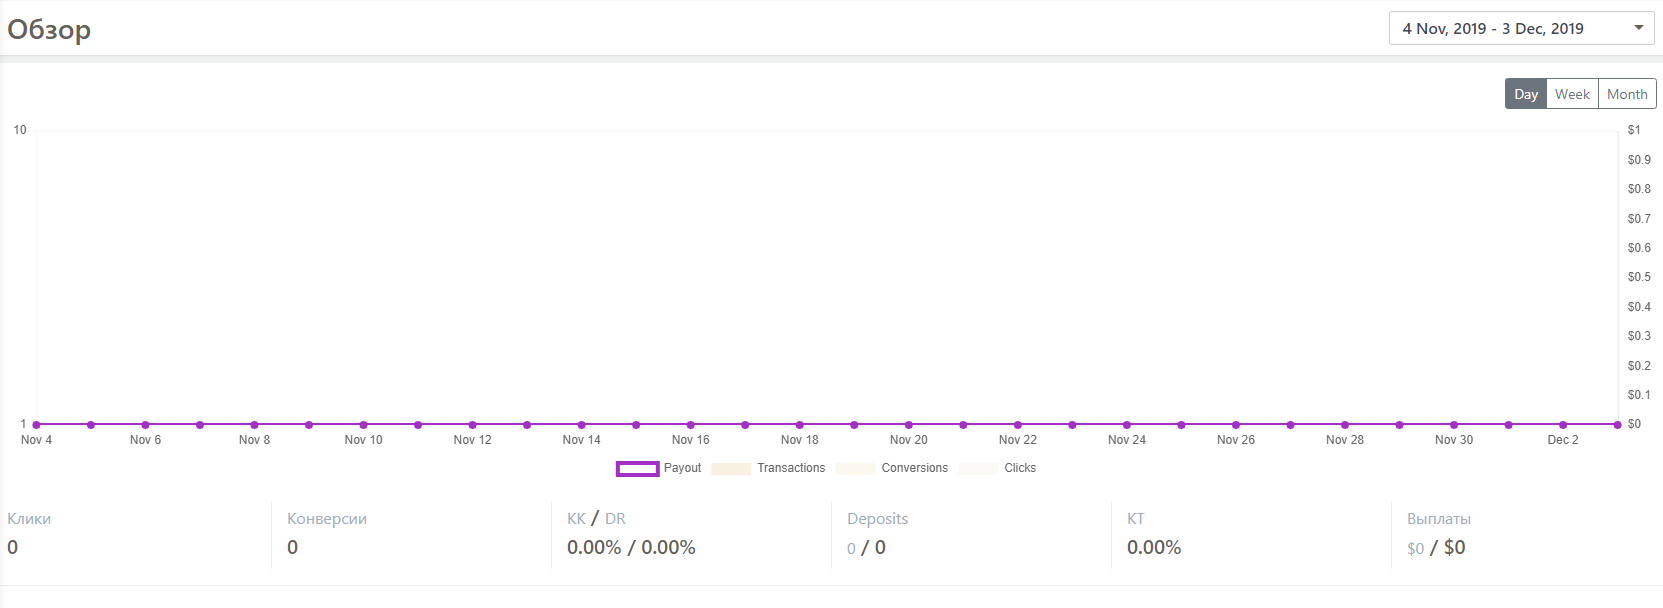 Обзор
4 Nov, 2019 - 3 Dec, 2019
Day Week Month
10
1
$1
$0.9
$0.8
$0.7
$0.6
$0.5
$0.4
$0.3
$0.2
$0.1
$0
Nov 4 Nov 6 Nov 8 Nov 10 Nov 12 Nov 14 Nov 16 Nov 18 Nov 20 Nov 22 Nov 24 Nov 26 Nov 28 Nov 30 Dec 2
Payout Transactions Conversions Clicks
Клики
0
Конверсии
0
КК / DR
0.00% / 0.00%
Deposits
0 / 0
КТ
0.00%
Выплаты
$0 / $0